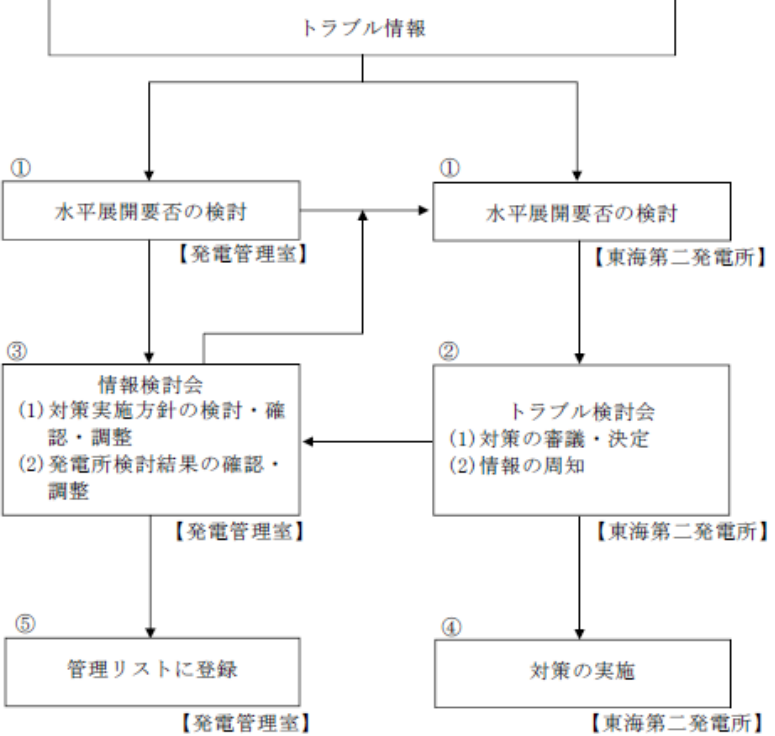 トラブル情報
①
①
水平展開要否の検討
水平展開要否の検討
【発電管理室】
【東海第二発電所】
③
②
情報検討会
(1)対策実施方針の検討・確
認・調整
(2)発電所検討結果の確認・
調整
トラブル検討会
(1)対策の審議・決定
(2)情報の周知
【発電管理室】
【東海第二発電所】
⑤
④
管理リストに登録
対策の実施
【発電管理室】
【東海第二発電所】